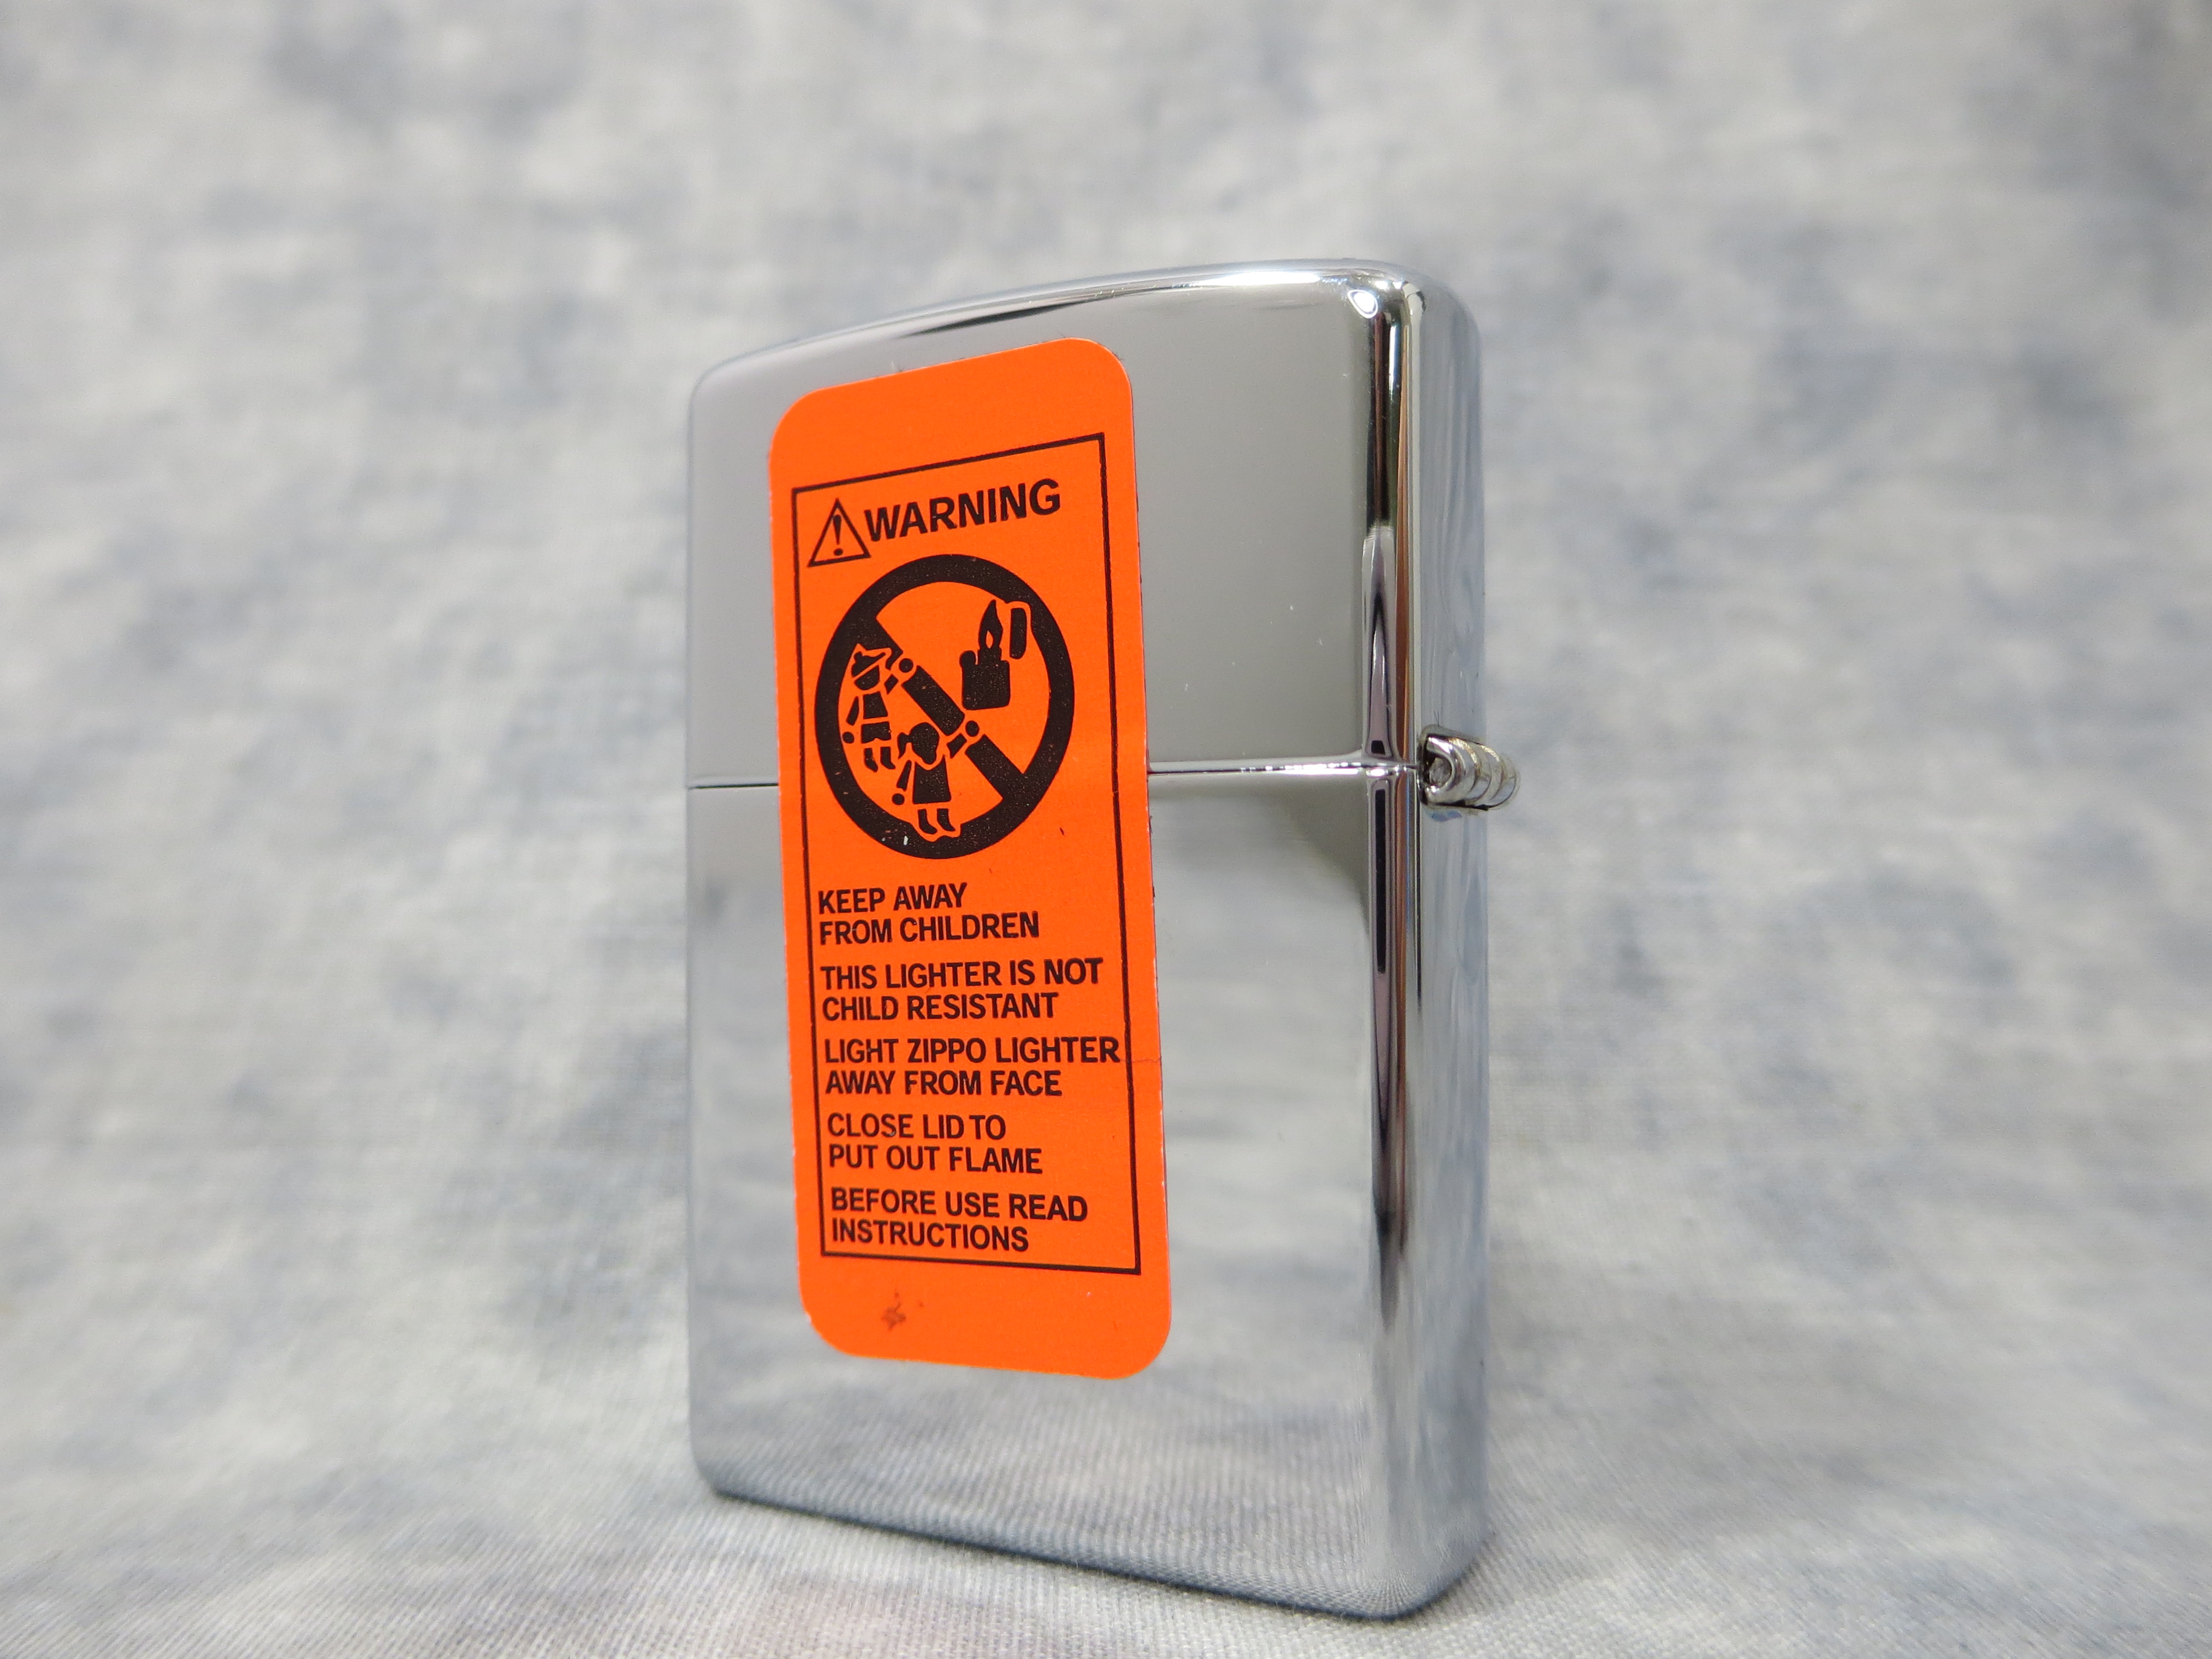 WARNING
KEEP AWAY
FROM CHILDREN
THIS LIGHTER IS NOT
CHILD RESISTANT
LIGHT ZIPPO LIGHTER
AWAY FROM FACE
CLOSE LID TO
PUT OUT FLAME
BEFORE USE READ
INSTRUCTIONS